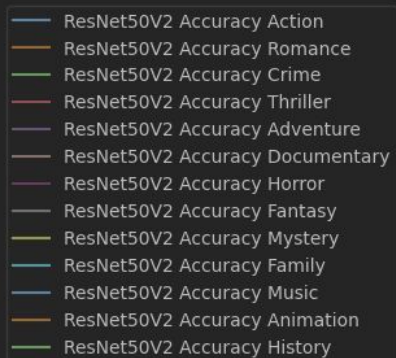 ResNet50V2 Accuracy Action
ResNet50V2 Accuracy Romance
ResNet50V2 Accuracy Crime
ResNet50V2 Accuracy Thriller
ResNet50V2 Accuracy Adventure
ResNet50V2 Accuracy Documentary
ResNet50V2 Accuracy Horror
ResNet50V2 Accuracy Fantasy
ResNet50V2 Accuracy Mystery
ResNet50V2 Accuracy Family
ResNet50V2 Accuracy Music
ResNet50V2 Accuracy Animation
ResNet50V2 Accuracy History